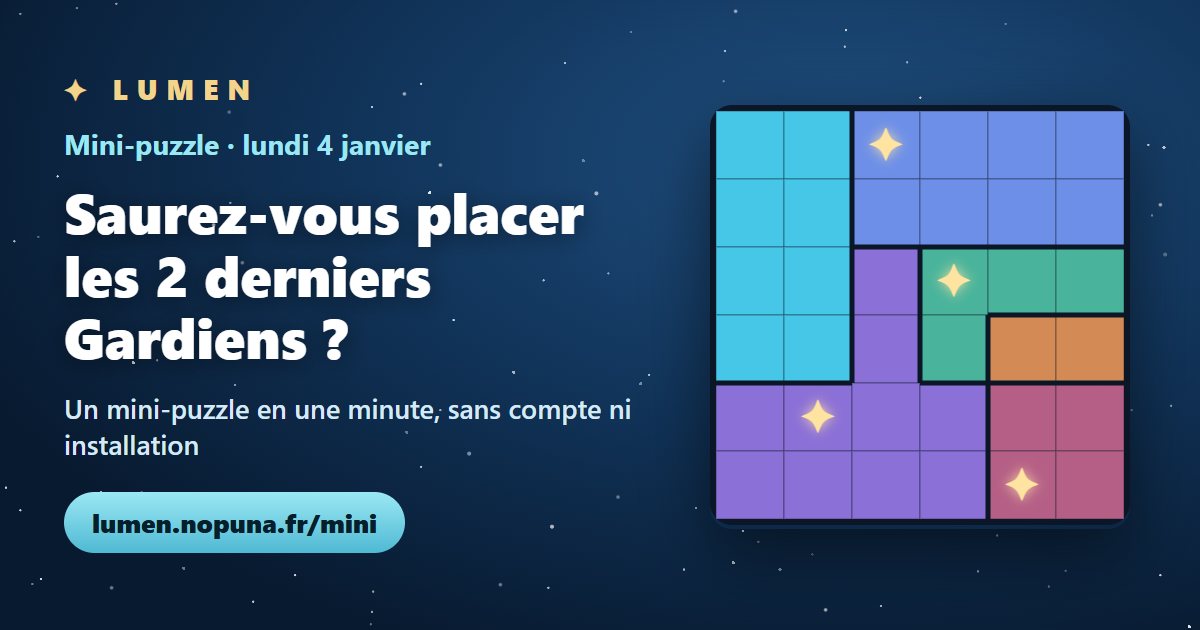 LUMEN
Mini-puzzle · lundi 4 janvier
Saurez-vous placer
les 2 derniers
Gardiens ?
Un mini-puzzle en une minute, sans compte ni
installation
lumen.nopuna.fr/mini